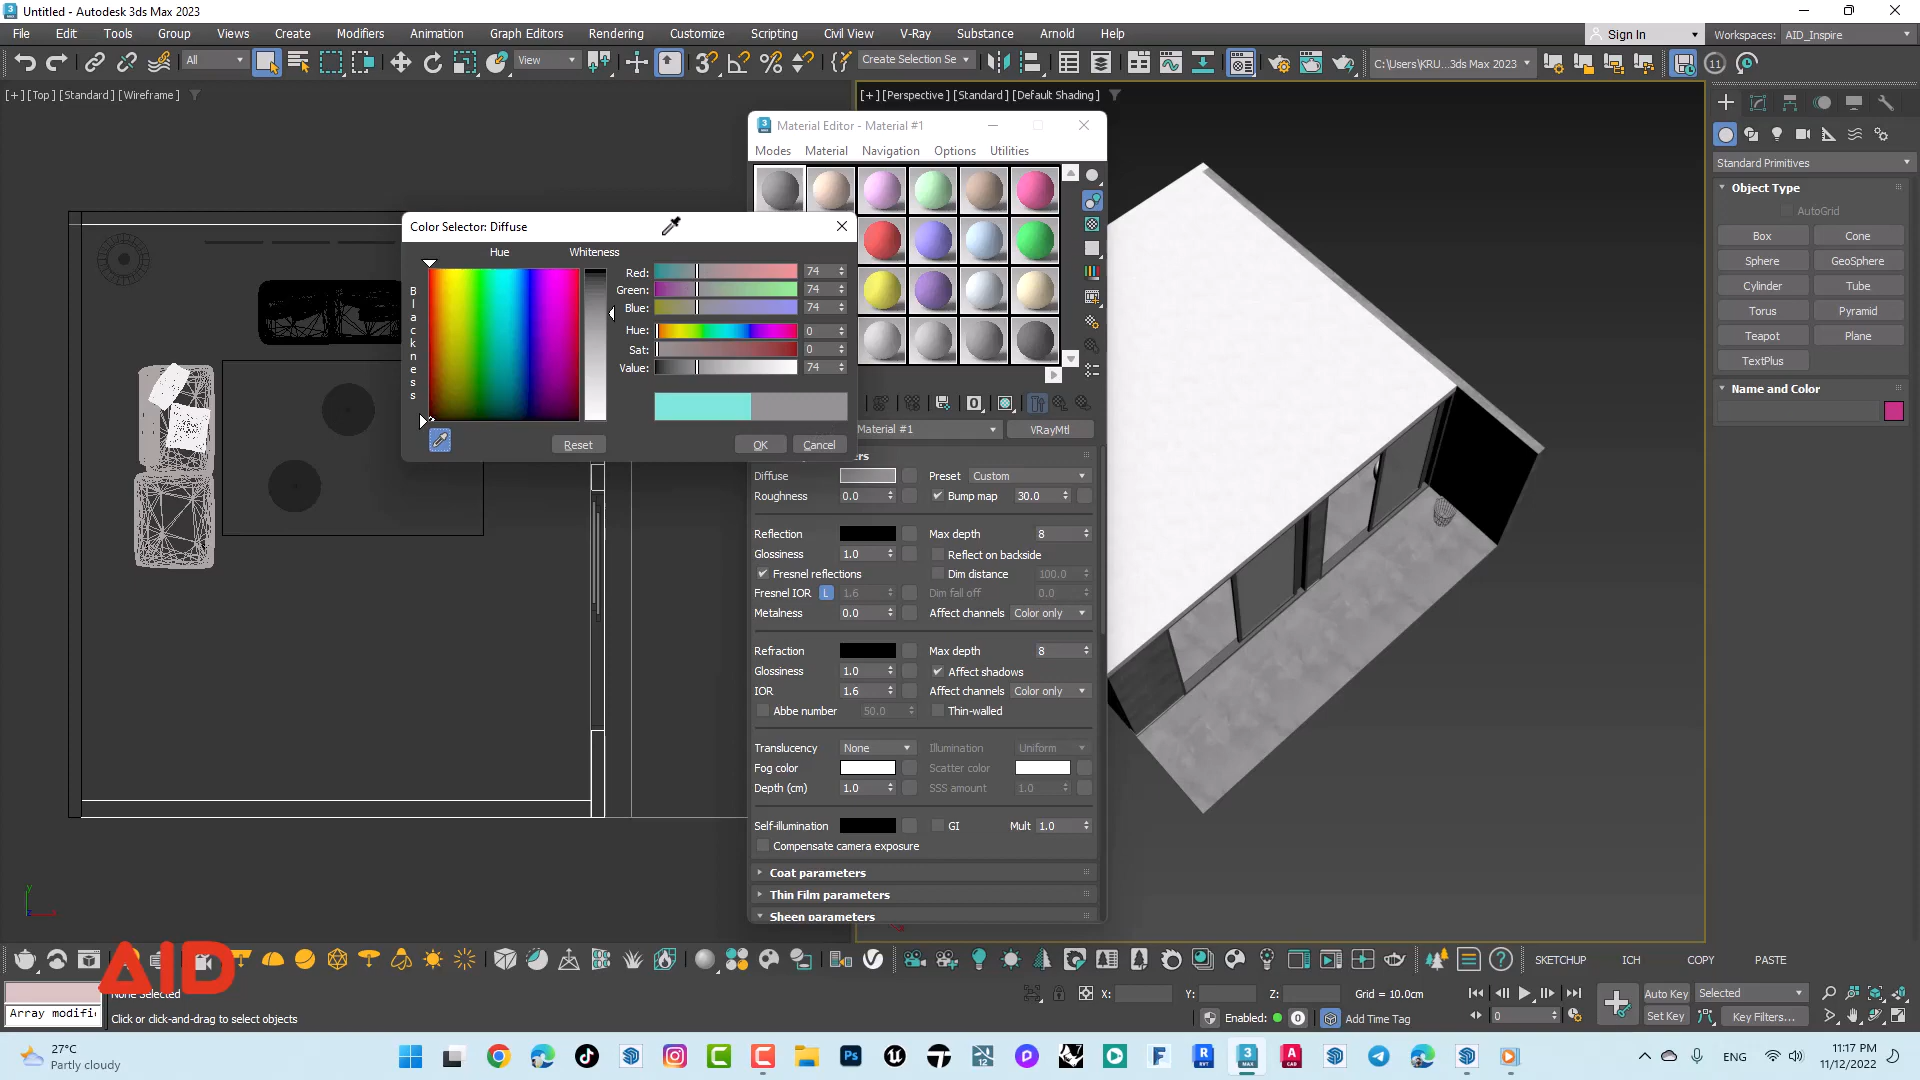 Untitled - Autodesk 3ds Max 2023
File Edit Tools Group Views Create Modifiers Animation Graph Editors Rendering Customize Scripting Civil View V-Ray Substance Arnold Help
Sign In Workspaces: AID_Inspire
All View Create Selection Se C:\Users\KRU...3ds Max 2023 11
[+] [Top] [Standard] [Wireframe]
[+] [Perspective] [Standard] [Default Shading]
Material Editor - Material #1
Modes Material Navigation Options Utilities
Color Selector: Diffuse
Hue Whiteness
Blackness
Red: 74
Green: 74
Blue: 74
Hue: 0
Sat: 0
Value: 74
Reset OK Cancel
Material #1 VRayMtl
Diffuse Preset Custom
Roughness 0.0 Bump map 30.0
Reflection Max depth 8
Glossiness 1.0 Reflect on backside
Fresnel reflections Dim distance 100.0
Fresnel IOR L 1.6 Dim fall off 0.0
Metalness 0.0 Affect channels Color only
Refraction Max depth 8
Glossiness 1.0 Affect shadows
IOR 1.6 Affect channels Color only
Abbe number 50.0 Thin-walled
Translucency None Illumination Uniform
Fog color Scatter color
Depth (cm) 1.0 SSS amount 1.0
Self-illumination GI Mult 1.0
Compensate camera exposure
Coat parameters
Thin Film parameters
Sheen parameters
Standard Primitives
Object Type
AutoGrid
Box Cone
Sphere GeoSphere
Cylinder Tube
Torus Pyramid
Teapot Plane
TextPlus
Name and Color
AID
SKETCHUP ICH COPY PASTE
None Selected
Array modifi
Click or click-and-drag to select objects
X: Y: Z: Grid = 10.0cm
Enabled: 0 Add Time Tag
Auto Key Selected
0 Set Key Key Filters...
27°C
Partly cloudy
ENG
11:17 PM
11/12/2022